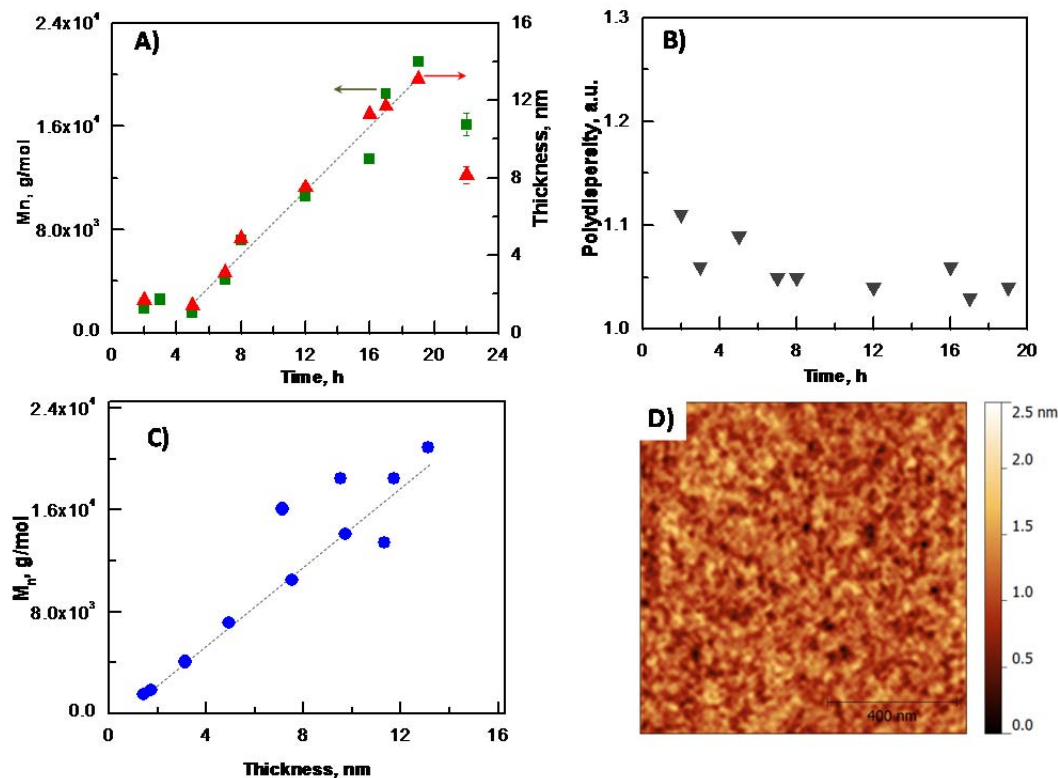 A)
2.4x10⁴
1.6x10⁴
8.0x10³
0.0
Mn, g/mol
0 4 8 12 16 20 24
Time, h
16
12
8
4
0
Thickness, nm
B)
1.3
1.2
1.1
1.0
Polydispersity, a.u.
0 4 8 12 16 20
Time, h
C)
2.4x10⁴
1.6x10⁴
8.0x10³
0.0
Mₙ, g/mol
0 4 8 12 16
Thickness, nm
D)
400 nm
2.5 nm
2.0
1.5
1.0
0.5
0.0